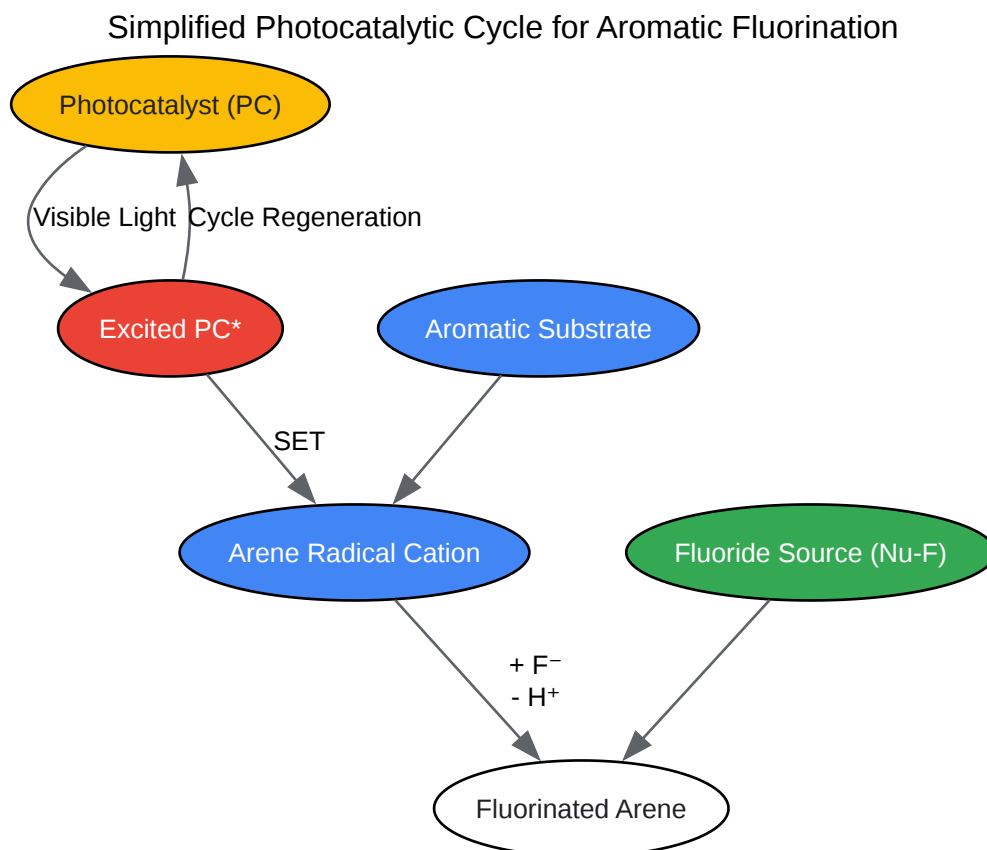 Simplified Photocatalytic Cycle for Aromatic Fluorination
Photocatalyst (PC)
Visible Light
Cycle Regeneration
Excited PC*
Aromatic Substrate
SET
Arene Radical Cation
Fluoride Source (Nu-F)
+ F⁻
- H⁺
Fluorinated Arene